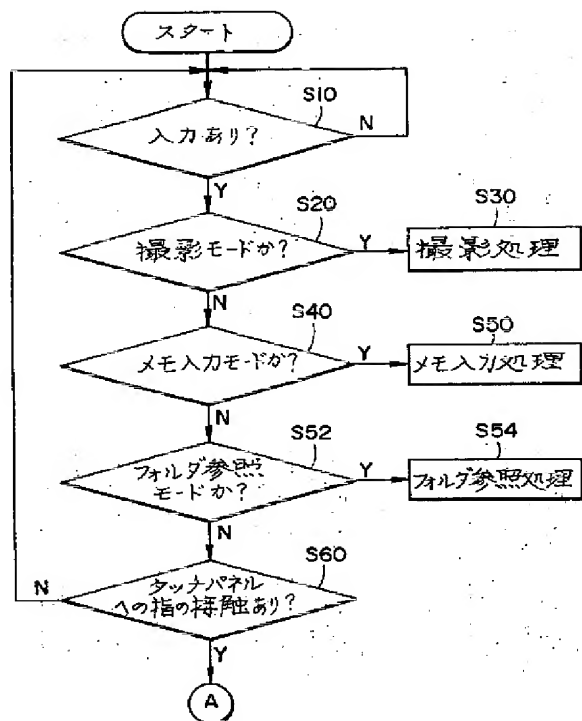 スタート
S10
入力あり?
N
Y
S20
撮影モードか?
Y
S30
撮影処理
N
S40
メモ入力モードか?
Y
S50
メモ入力処理
N
S52
フォルダ参照
モードか?
Y
S54
フォルダ参照処理
N
S60
タッチパネル
への指の接触あり?
N
Y
A